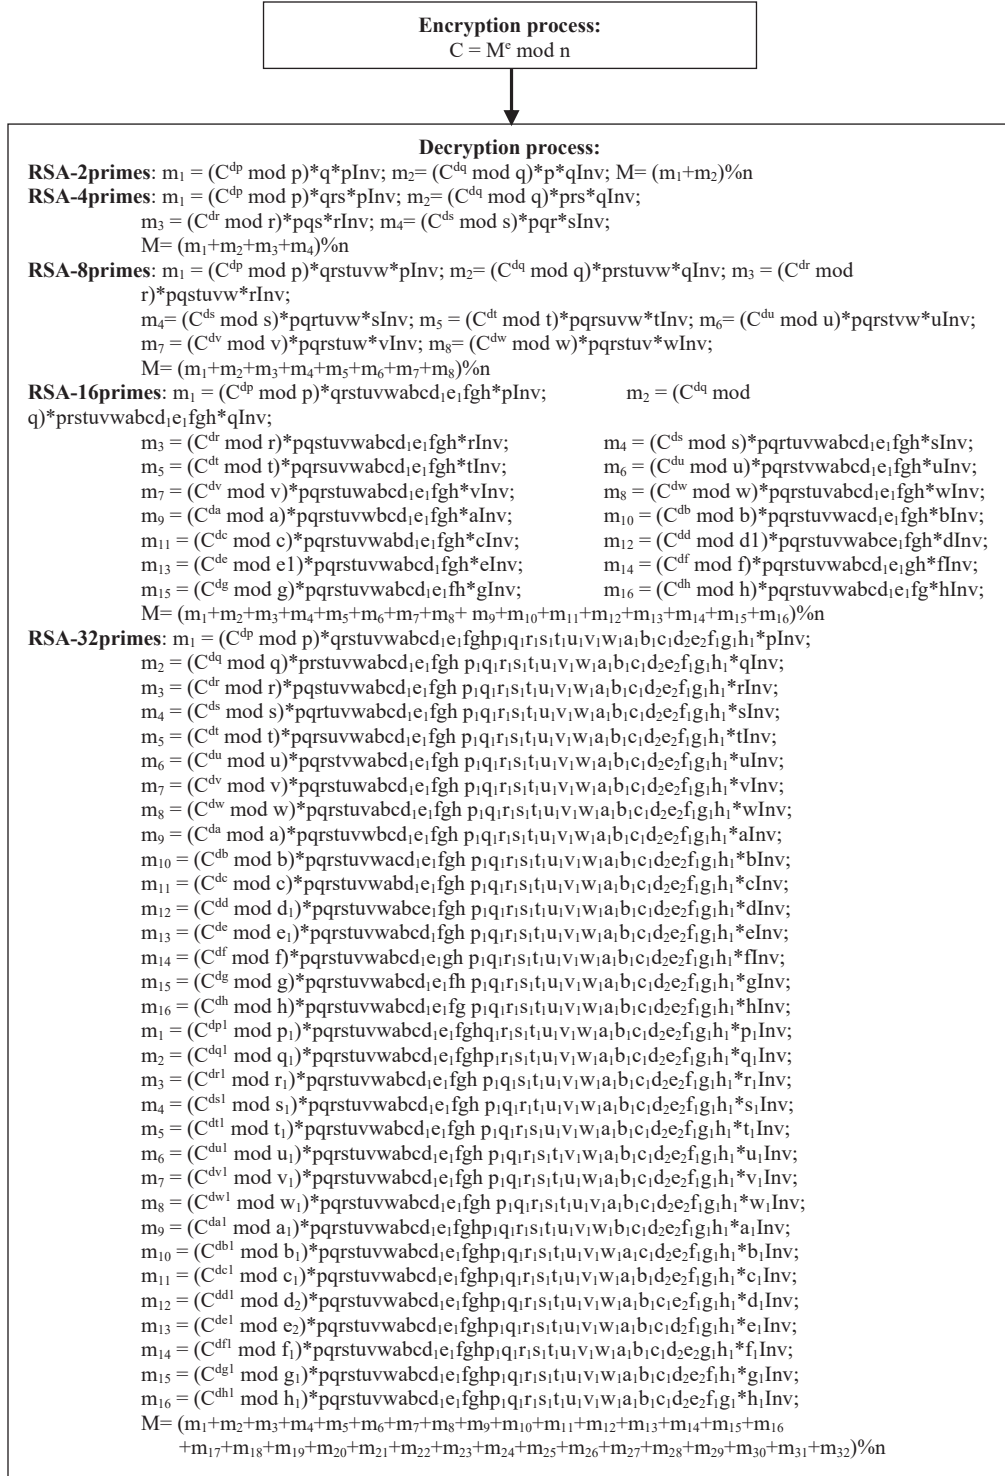 Encryption process:
C = Mᵉ mod n
Decryption process:
RSA-2primes: m₁ = (C^dp mod p)*q*pInv; m₂= (C^dq mod q)*p*qInv; M= (m₁+m₂)%n
RSA-4primes: m₁ = (C^dp mod p)*qrs*pInv; m₂= (C^dq mod q)*prs*qInv;
m₃ = (C^dr mod r)*pqs*rInv; m₄= (C^ds mod s)*pqr*sInv;
M= (m₁+m₂+m₃+m₄)%n
RSA-8primes: m₁ = (C^dp mod p)*qrstuvw*pInv; m₂= (C^dq mod q)*prstuvw*qInv; m₃ = (C^dr mod
r)*pqstuvw*rInv;
m₄= (C^ds mod s)*pqrtuvw*sInv; m₅ = (C^dt mod t)*pqrsuvw*tInv; m₆= (C^du mod u)*pqrstvw*uInv;
m₇ = (C^dv mod v)*pqrstuw*vInv; m₈= (C^dw mod w)*pqrstuv*wInv;
M= (m₁+m₂+m₃+m₄+m₅+m₆+m₇+m₈)%n
RSA-16primes: m₁ = (C^dp mod p)*qrstuvwabcd₁e₁fgh*pInv; m₂ = (C^dq mod
q)*prstuvwabcd₁e₁fgh*qInv;
m₃ = (C^dr mod r)*pqstuvwabcd₁e₁fgh*rInv; m₄ = (C^ds mod s)*pqrtuvwabcd₁e₁fgh*sInv;
m₅ = (C^dt mod t)*pqrsuvwabcd₁e₁fgh*tInv; m₆ = (C^du mod u)*pqrstvwabcd₁e₁fgh*uInv;
m₇ = (C^dv mod v)*pqrstuwabcd₁e₁fgh*vInv; m₈ = (C^dw mod w)*pqrstuvabcd₁e₁fgh*wInv;
m₉ = (C^da mod a)*pqrstuvwbcd₁e₁fgh*aInv; m₁₀ = (C^db mod b)*pqrstuvwacd₁e₁fgh*bInv;
m₁₁ = (C^dc mod c)*pqrstuvwabd₁e₁fgh*cInv; m₁₂ = (C^dd mod d1)*pqrstuvwabce₁fgh*dInv;
m₁₃ = (C^de mod e1)*pqrstuvwabcd₁fgh*eInv; m₁₄ = (C^df mod f)*pqrstuvwabcd₁e₁gh*fInv;
m₁₅ = (C^dg mod g)*pqrstuvwabcd₁e₁fh*gInv; m₁₆ = (C^dh mod h)*pqrstuvwabcd₁e₁fg*hInv;
M= (m₁+m₂+m₃+m₄+m₅+m₆+m₇+m₈+ m₉+m₁₀+m₁₁+m₁₂+m₁₃+m₁₄+m₁₅+m₁₆)%n
RSA-32primes: m₁ = (C^dp mod p)*qrstuvwabcd₁e₁fghp₁q₁r₁s₁t₁u₁v₁w₁a₁b₁c₁d₂e₂f₁g₁h₁*pInv;
m₂ = (C^dq mod q)*prstuvwabcd₁e₁fgh p₁q₁r₁s₁t₁u₁v₁w₁a₁b₁c₁d₂e₂f₁g₁h₁*qInv;
m₃ = (C^dr mod r)*pqstuvwabcd₁e₁fgh p₁q₁r₁s₁t₁u₁v₁w₁a₁b₁c₁d₂e₂f₁g₁h₁*rInv;
m₄ = (C^ds mod s)*pqrtuvwabcd₁e₁fgh p₁q₁r₁s₁t₁u₁v₁w₁a₁b₁c₁d₂e₂f₁g₁h₁*sInv;
m₅ = (C^dt mod t)*pqrsuvwabcd₁e₁fgh p₁q₁r₁s₁t₁u₁v₁w₁a₁b₁c₁d₂e₂f₁g₁h₁*tInv;
m₆ = (C^du mod u)*pqrstvwabcd₁e₁fgh p₁q₁r₁s₁t₁u₁v₁w₁a₁b₁c₁d₂e₂f₁g₁h₁*uInv;
m₇ = (C^dv mod v)*pqrstuwabcd₁e₁fgh p₁q₁r₁s₁t₁u₁v₁w₁a₁b₁c₁d₂e₂f₁g₁h₁*vInv;
m₈ = (C^dw mod w)*pqrstuvabcd₁e₁fgh p₁q₁r₁s₁t₁u₁v₁w₁a₁b₁c₁d₂e₂f₁g₁h₁*wInv;
m₉ = (C^da mod a)*pqrstuvwbcd₁e₁fgh p₁q₁r₁s₁t₁u₁v₁w₁a₁b₁c₁d₂e₂f₁g₁h₁*aInv;
m₁₀ = (C^db mod b)*pqrstuvwacd₁e₁fgh p₁q₁r₁s₁t₁u₁v₁w₁a₁b₁c₁d₂e₂f₁g₁h₁*bInv;
m₁₁ = (C^dc mod c)*pqrstuvwabd₁e₁fgh p₁q₁r₁s₁t₁u₁v₁w₁a₁b₁c₁d₂e₂f₁g₁h₁*cInv;
m₁₂ = (C^dd mod d₁)*pqrstuvwabce₁fgh p₁q₁r₁s₁t₁u₁v₁w₁a₁b₁c₁d₂e₂f₁g₁h₁*dInv;
m₁₃ = (C^de mod e₁)*pqrstuvwabcd₁fgh p₁q₁r₁s₁t₁u₁v₁w₁a₁b₁c₁d₂e₂f₁g₁h₁*eInv;
m₁₄ = (C^df mod f)*pqrstuvwabcd₁e₁gh p₁q₁r₁s₁t₁u₁v₁w₁a₁b₁c₁d₂e₂f₁g₁h₁*fInv;
m₁₅ = (C^dg mod g)*pqrstuvwabcd₁e₁fh p₁q₁r₁s₁t₁u₁v₁w₁a₁b₁c₁d₂e₂f₁g₁h₁*gInv;
m₁₆ = (C^dh mod h)*pqrstuvwabcd₁e₁fg p₁q₁r₁s₁t₁u₁v₁w₁a₁b₁c₁d₂e₂f₁g₁h₁*hInv;
m₁ = (C^dp1 mod p₁)*pqrstuvwabcd₁e₁fghq₁r₁s₁t₁u₁v₁w₁a₁b₁c₁d₂e₂f₁g₁h₁*p₁Inv;
m₂ = (C^dq1 mod q₁)*pqrstuvwabcd₁e₁fghp₁r₁s₁t₁u₁v₁w₁a₁b₁c₁d₂e₂f₁g₁h₁*q₁Inv;
m₃ = (C^dr1 mod r₁)*pqrstuvwabcd₁e₁fgh p₁q₁s₁t₁u₁v₁w₁a₁b₁c₁d₂e₂f₁g₁h₁*r₁Inv;
m₄ = (C^ds1 mod s₁)*pqrstuvwabcd₁e₁fgh p₁q₁r₁t₁u₁v₁w₁a₁b₁c₁d₂e₂f₁g₁h₁*s₁Inv;
m₅ = (C^dt1 mod t₁)*pqrstuvwabcd₁e₁fgh p₁q₁r₁s₁u₁v₁w₁a₁b₁c₁d₂e₂f₁g₁h₁*t₁Inv;
m₆ = (C^du1 mod u₁)*pqrstuvwabcd₁e₁fgh p₁q₁r₁s₁t₁v₁w₁a₁b₁c₁d₂e₂f₁g₁h₁*u₁Inv;
m₇ = (C^dv1 mod v₁)*pqrstuvwabcd₁e₁fgh p₁q₁r₁s₁t₁u₁w₁a₁b₁c₁d₂e₂f₁g₁h₁*v₁Inv;
m₈ = (C^dw1 mod w₁)*pqrstuvwabcd₁e₁fgh p₁q₁r₁s₁t₁u₁v₁a₁b₁c₁d₂e₂f₁g₁h₁*w₁Inv;
m₉ = (C^da1 mod a₁)*pqrstuvwabcd₁e₁fghp₁q₁r₁s₁t₁u₁v₁w₁b₁c₁d₂e₂f₁g₁h₁*a₁Inv;
m₁₀ = (C^db1 mod b₁)*pqrstuvwabcd₁e₁fghp₁q₁r₁s₁t₁u₁v₁w₁a₁c₁d₂e₂f₁g₁h₁*b₁Inv;
m₁₁ = (C^dc1 mod c₁)*pqrstuvwabcd₁e₁fghp₁q₁r₁s₁t₁u₁v₁w₁a₁b₁d₂e₂f₁g₁h₁*c₁Inv;
m₁₂ = (C^dd1 mod d₂)*pqrstuvwabcd₁e₁fghp₁q₁r₁s₁t₁u₁v₁w₁a₁b₁c₁e₂f₁g₁h₁*d₁Inv;
m₁₃ = (C^de1 mod e₂)*pqrstuvwabcd₁e₁fghp₁q₁r₁s₁t₁u₁v₁w₁a₁b₁c₁d₂f₁g₁h₁*e₁Inv;
m₁₄ = (C^df1 mod f₁)*pqrstuvwabcd₁e₁fghp₁q₁r₁s₁t₁u₁v₁w₁a₁b₁c₁d₂e₂g₁h₁*f₁Inv;
m₁₅ = (C^dg1 mod g₁)*pqrstuvwabcd₁e₁fghp₁q₁r₁s₁t₁u₁v₁w₁a₁b₁c₁d₂e₂f₁h₁*g₁Inv;
m₁₆ = (C^dh1 mod h₁)*pqrstuvwabcd₁e₁fghp₁q₁r₁s₁t₁u₁v₁w₁a₁b₁c₁d₂e₂f₁g₁*h₁Inv;
M= (m₁+m₂+m₃+m₄+m₅+m₆+m₇+m₈+m₉+m₁₀+m₁₁+m₁₂+m₁₃+m₁₄+m₁₅+m₁₆
+m₁₇+m₁₈+m₁₉+m₂₀+m₂₁+m₂₂+m₂₃+m₂₄+m₂₅+m₂₆+m₂₇+m₂₈+m₂₉+m₃₀+m₃₁+m₃₂)%n